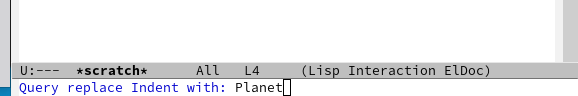 U:--- *scratch* All L4 (Lisp Interaction ElDoc)
Query replace Indent with: Planet